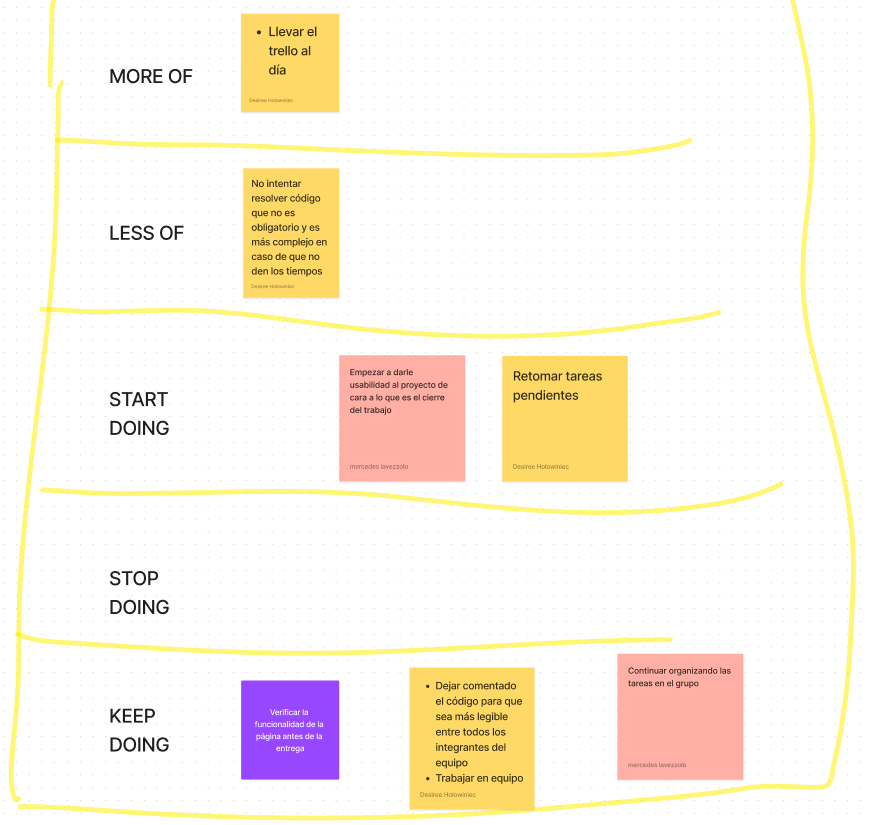 MORE OF
• Llevar el
trello al
día
Desiree Holowiniec
LESS OF
No intentar
resolver código
que no es
obligatorio y es
más complejo en
caso de que no
den los tiempos
Desiree Holowiniec
START
DOING
Empezar a darle
usabilidad al proyecto de
cara a lo que es el cierre
del trabajo
mercedes lavezzolo
Retomar tareas
pendientes
Desiree Holowiniec
STOP
DOING
KEEP
DOING
Verificar la
funcionalidad de la
página antes de la
entrega
• Dejar comentado
el código para que
sea más legible
entre todos los
integrantes del
equipo
• Trabajar en equipo
Desiree Holowiniec
Continuar organizando las
tareas en el grupo
mercedes lavezzolo